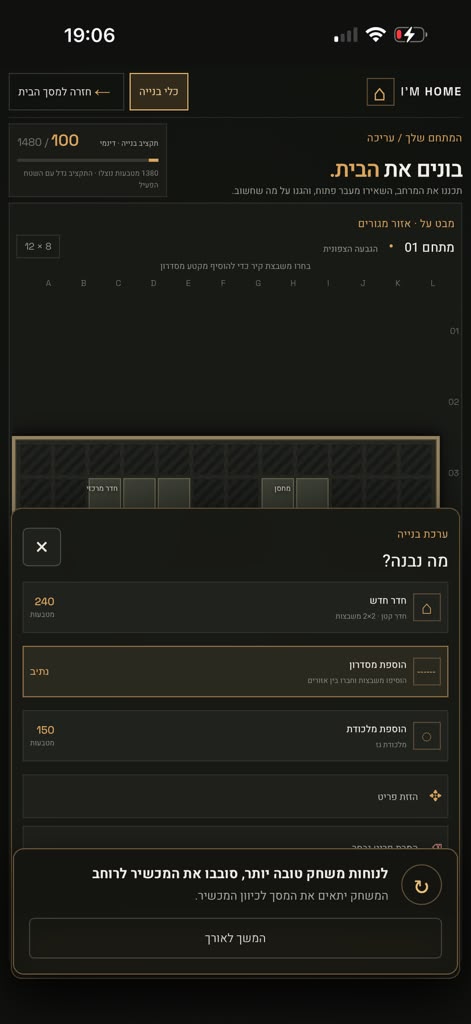 19:06
I'M HOME
כלי בנייה
חזרה למסך הבית ←
המתחם שלך / עריכה
בונים את הבית.
תכננו את המרחב, השאירו מעבר פתוח, והגנו על מה שחשוב.
תקציב בנייה · דינמי
100 / 1480
1380 מטבעות נוצלו · התקציב גדל עם השטח
הפעיל
מבט על · אזור מגורים
מתחם 01 • הגבעה הצפונית
12 × 8
בחרו משבצת קיר כדי להוסיף מקטע מסדרון
A B C D E F G H I J K L
01
02
03
חדר מרכזי
מחסן
ערכת בנייה
מה נבנה?
×
חדר חדש
חדר קטן · 2×2 משבצות
240
מטבעות
הוספת מסדרון
הוסיפו משבצות וחברו בין אזורים
נתיב
הוספת מלכודת
מלכודת גז
150
מטבעות
הזזת פריט
לנוחות משחק טובה יותר, סובבו את המכשיר לרוחב
המשחק יתאים את המסך לכיוון המכשיר.
המשך לאורך